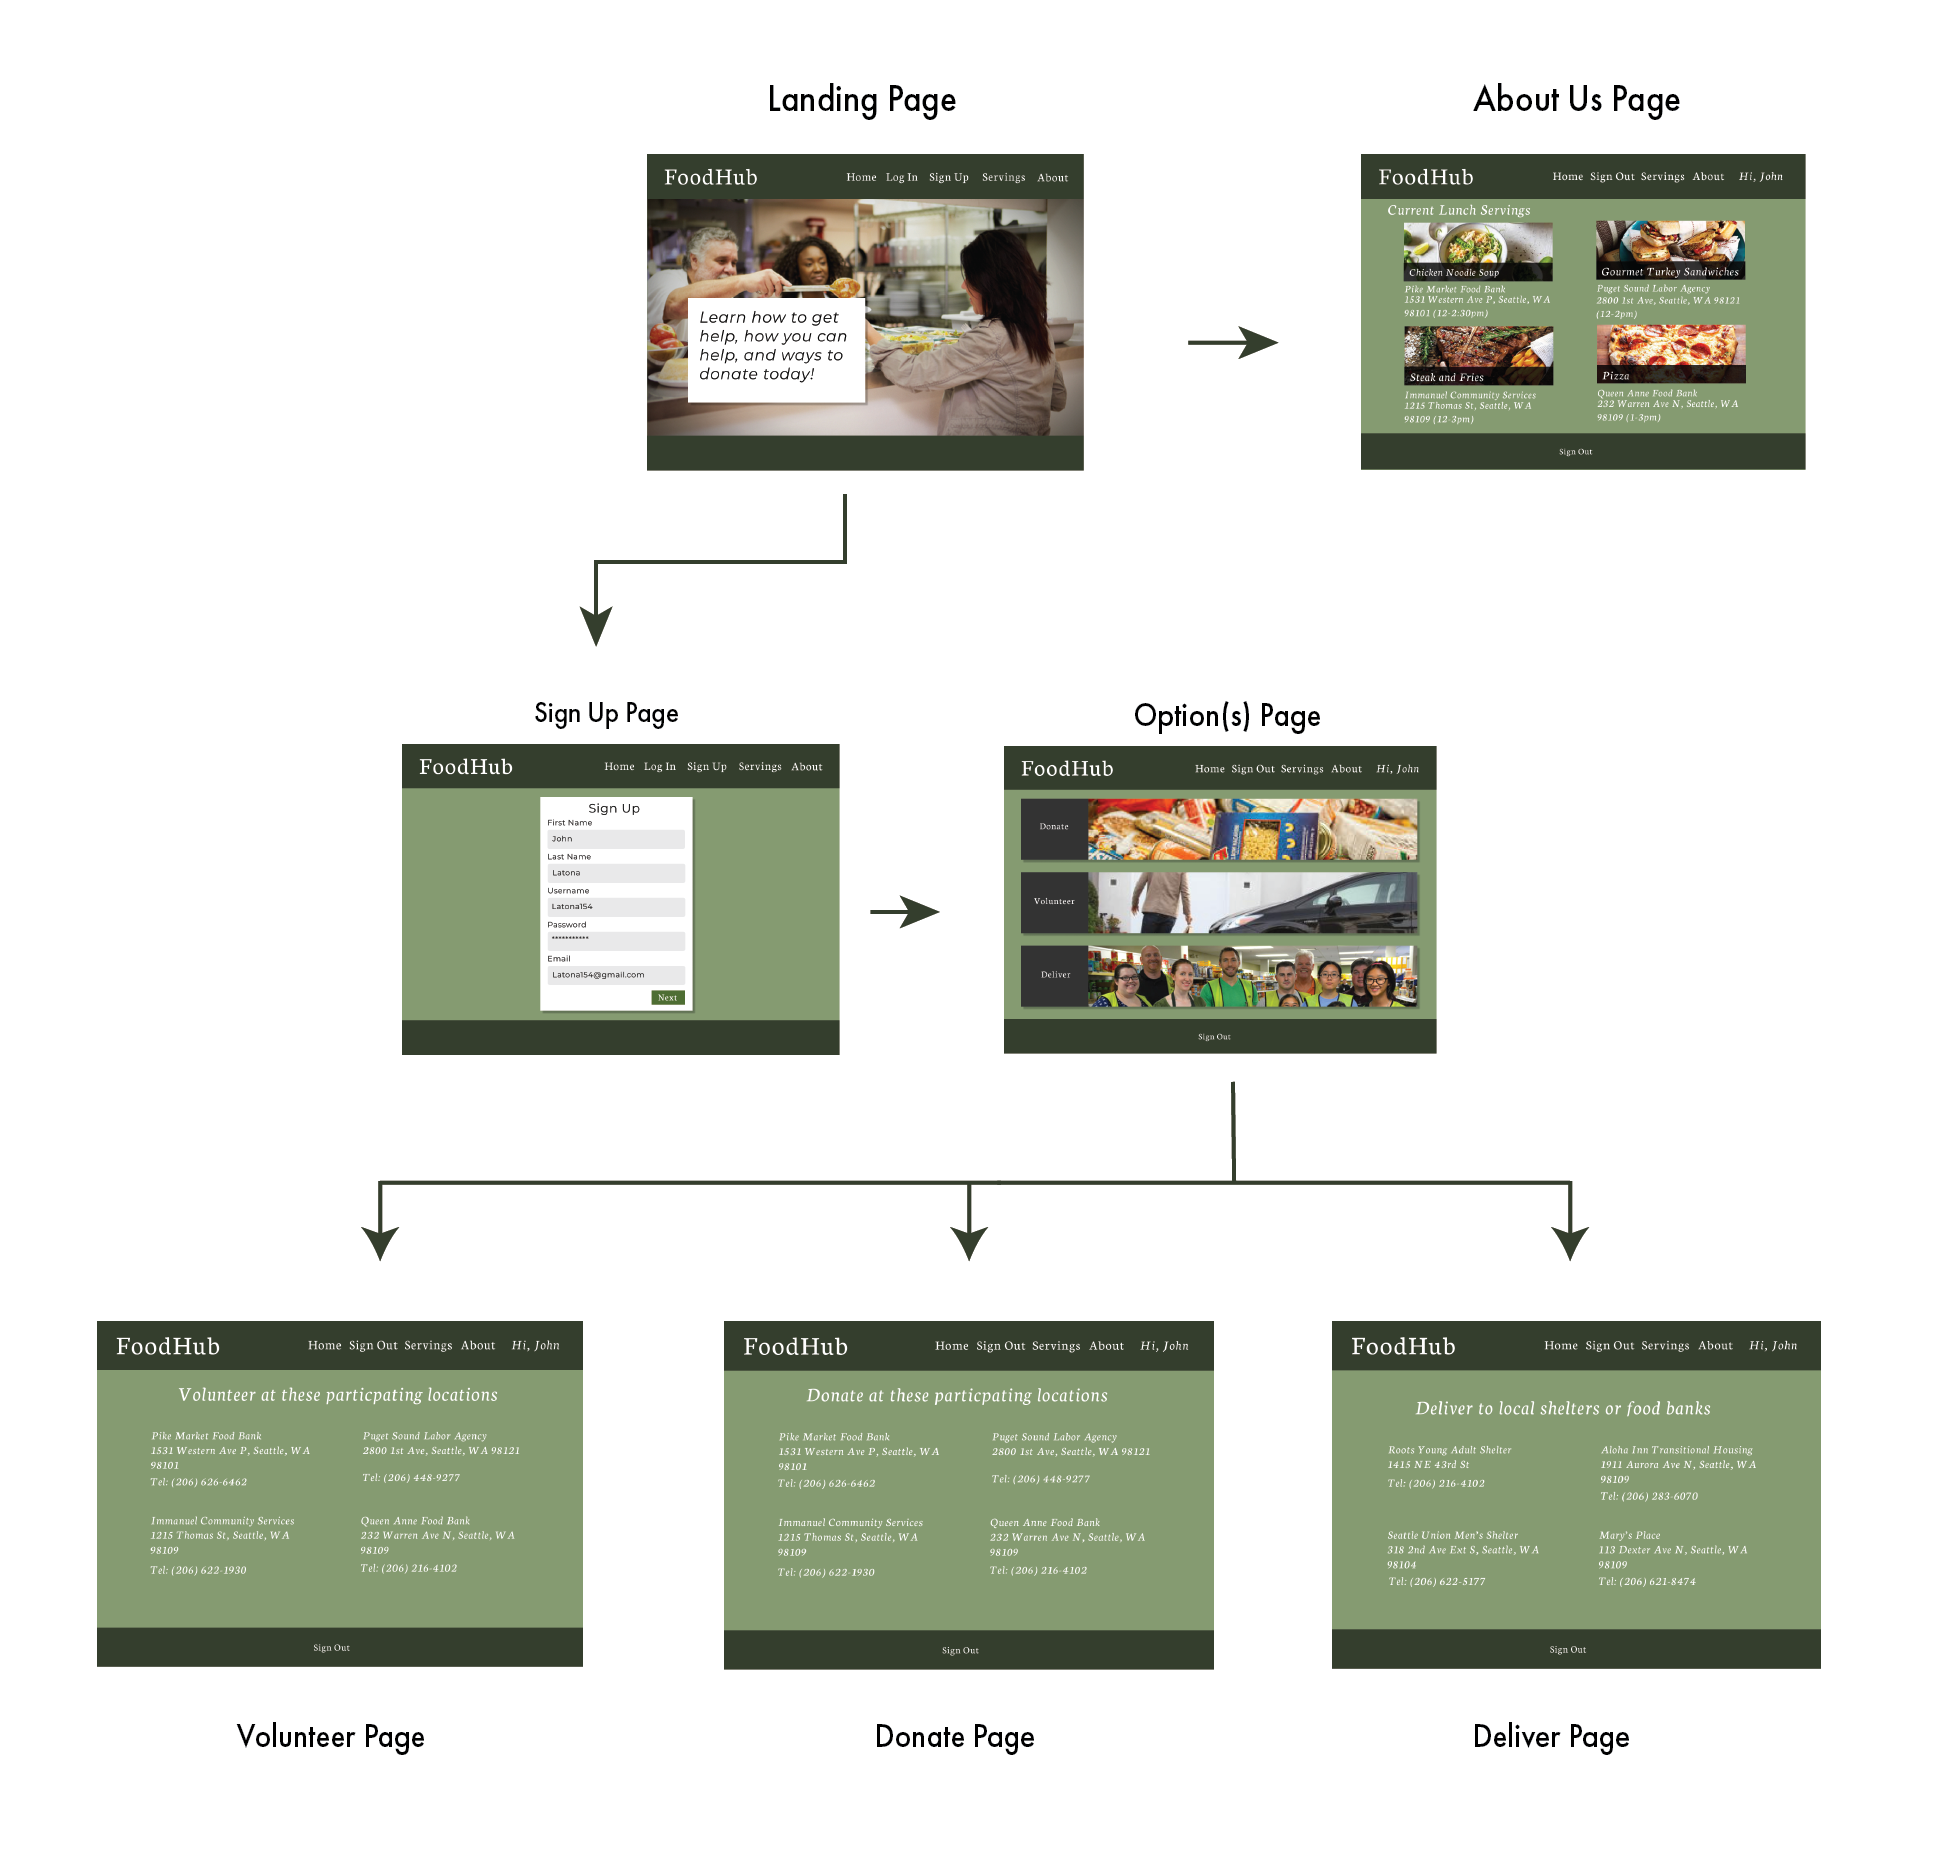 Landing Page
About Us Page
FoodHub
Home Log In Sign Up Servings About
Learn how to get
help, how you can
help, and ways to
donate today!
FoodHub
Home Sign Out Servings About Hi, John
Current Lunch Servings
Chicken Noodle Soup
Pike Market Food Bank
1531 Western Ave P, Seattle, WA
98101 (12-2:30pm)
Gourmet Turkey Sandwiches
Puget Sound Labor Agency
2800 1st Ave, Seattle, WA 98121
(12-2pm)
Steak and Fries
Immanuel Community Services
1215 Thomas St, Seattle, WA
98109 (12-3pm)
Pizza
Queen Anne Food Bank
232 Warren Ave N, Seattle, WA
98109 (1-3pm)
Sign Out
Sign Up Page
Option(s) Page
FoodHub
Home Log In Sign Up Servings About
Sign Up
First Name
John
Last Name
Latona
Username
Latona154
Password
***********
Email
Latona154@gmail.com
Next
FoodHub
Home Sign Out Servings About Hi, John
Donate
Volunteer
Deliver
Sign Out
FoodHub
Home Sign Out Servings About Hi, John
Volunteer at these particpating locations
Pike Market Food Bank
1531 Western Ave P, Seattle, WA
98101
Tel: (206) 626-6462
Puget Sound Labor Agency
2800 1st Ave, Seattle, WA 98121
Tel: (206) 448-9277
Immanuel Community Services
1215 Thomas St, Seattle, WA
98109
Tel: (206) 622-1930
Queen Anne Food Bank
232 Warren Ave N, Seattle, WA
98109
Tel: (206) 216-4102
Sign Out
FoodHub
Home Sign Out Servings About Hi, John
Donate at these particpating locations
Pike Market Food Bank
1531 Western Ave P, Seattle, WA
98101
Tel: (206) 626-6462
Puget Sound Labor Agency
2800 1st Ave, Seattle, WA 98121
Tel: (206) 448-9277
Immanuel Community Services
1215 Thomas St, Seattle, WA
98109
Tel: (206) 622-1930
Queen Anne Food Bank
232 Warren Ave N, Seattle, WA
98109
Tel: (206) 216-4102
Sign Out
FoodHub
Home Sign Out Servings About Hi, John
Deliver to local shelters or food banks
Roots Young Adult Shelter
1415 NE 43rd St
Tel: (206) 216-4102
Aloha Inn Transitional Housing
1911 Aurora Ave N, Seattle, WA
98109
Tel: (206) 283-6070
Seattle Union Men's Shelter
318 2nd Ave Ext S, Seattle, WA
98104
Tel: (206) 622-5177
Mary's Place
113 Dexter Ave N, Seattle, WA
98109
Tel: (206) 621-8474
Sign Out
Volunteer Page
Donate Page
Deliver Page